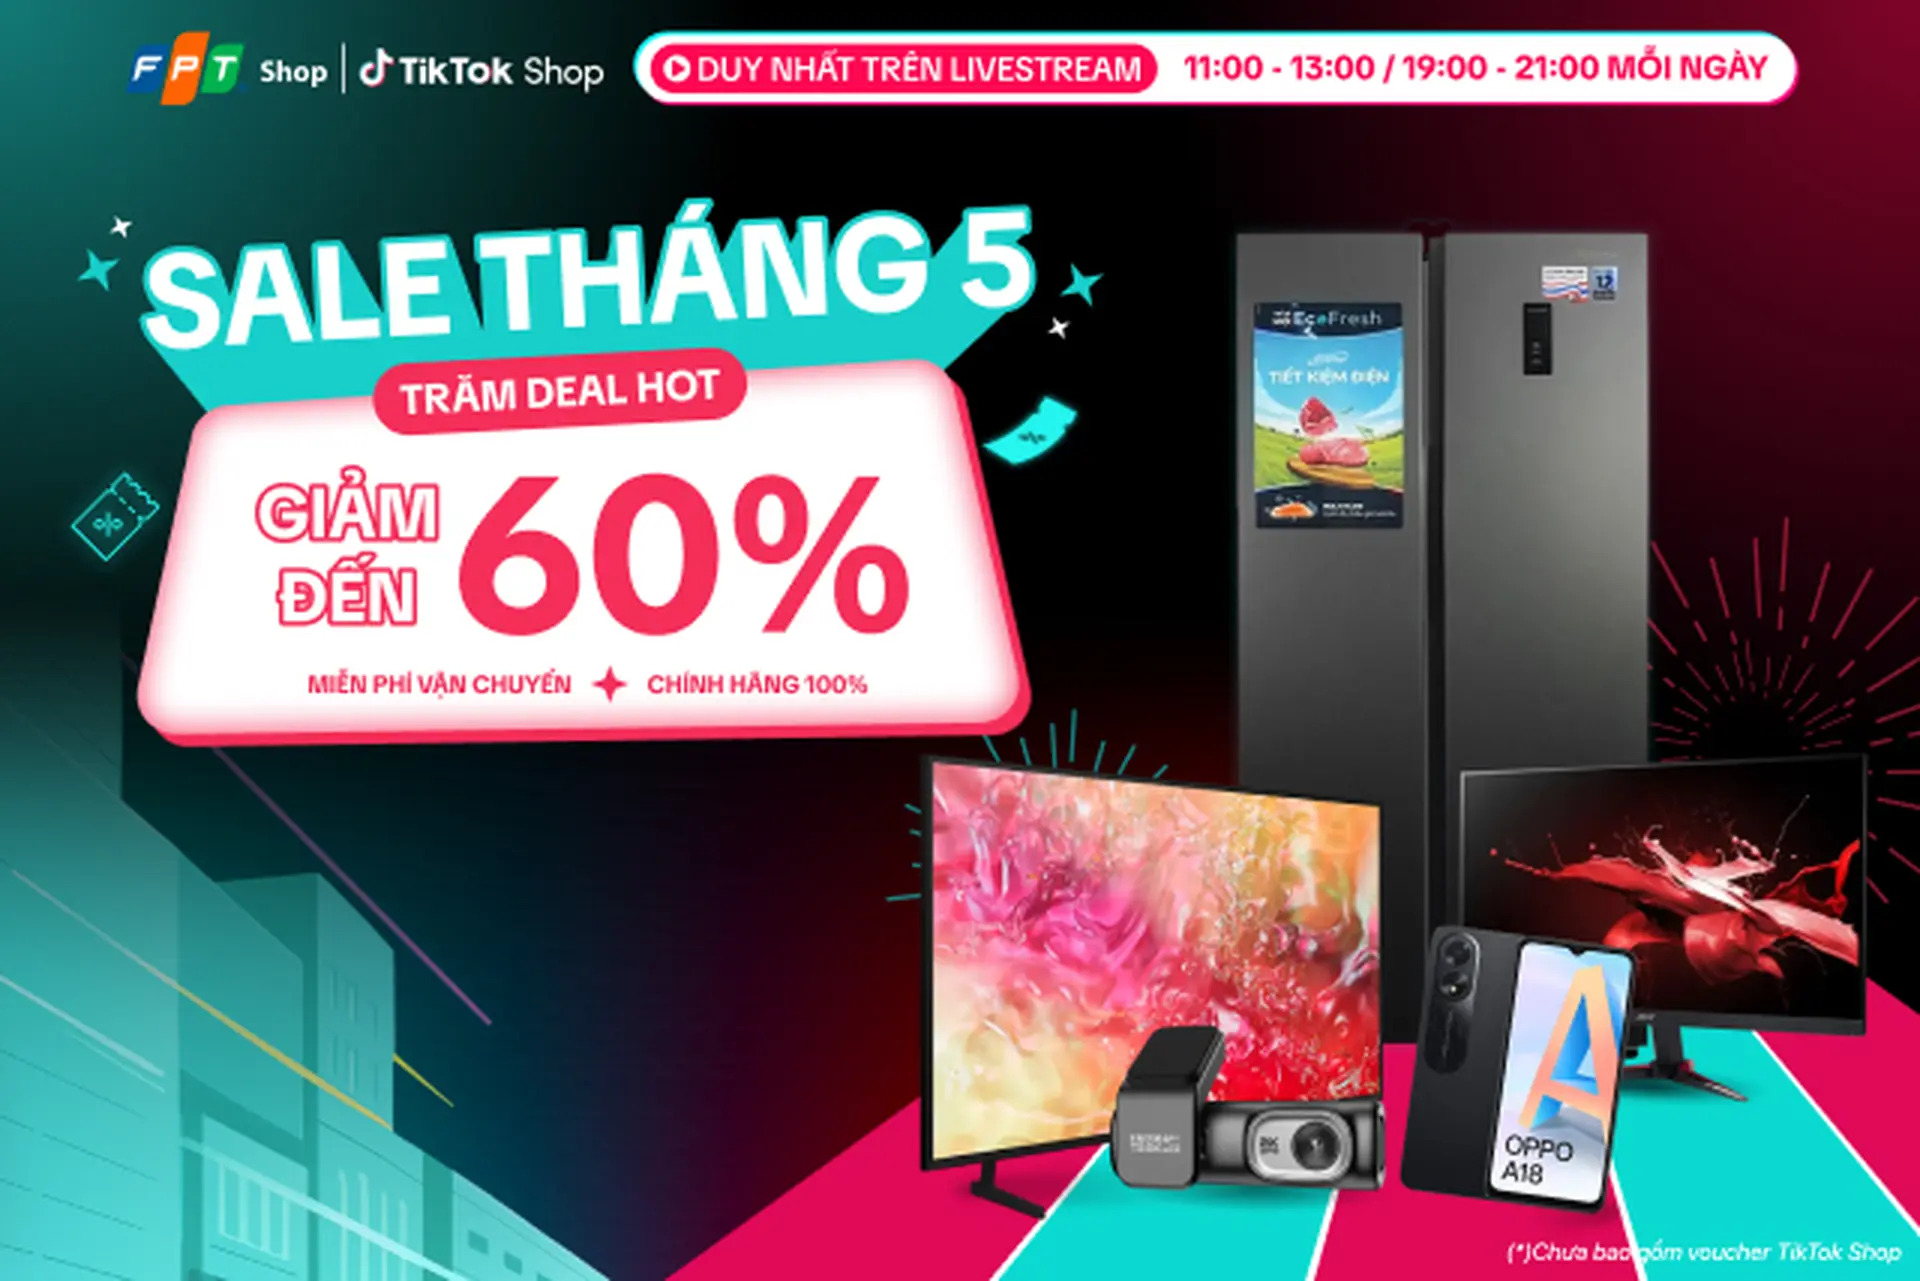 FPT Shop | TikTok Shop
DUY NHẤT TRÊN LIVESTREAM 11:00 - 13:00 / 19:00 - 21:00 MỖI NGÀY
SALE THÁNG 5
TRĂM DEAL HOT
GIẢM ĐẾN 60%
MIỄN PHÍ VẬN CHUYỂN
CHÍNH HÃNG 100%
%
%
EcoFresh
TIẾT KIỆM ĐIỆN
12
acer
OPPO
A18
(*)Chưa bao gồm voucher TikTok Shop